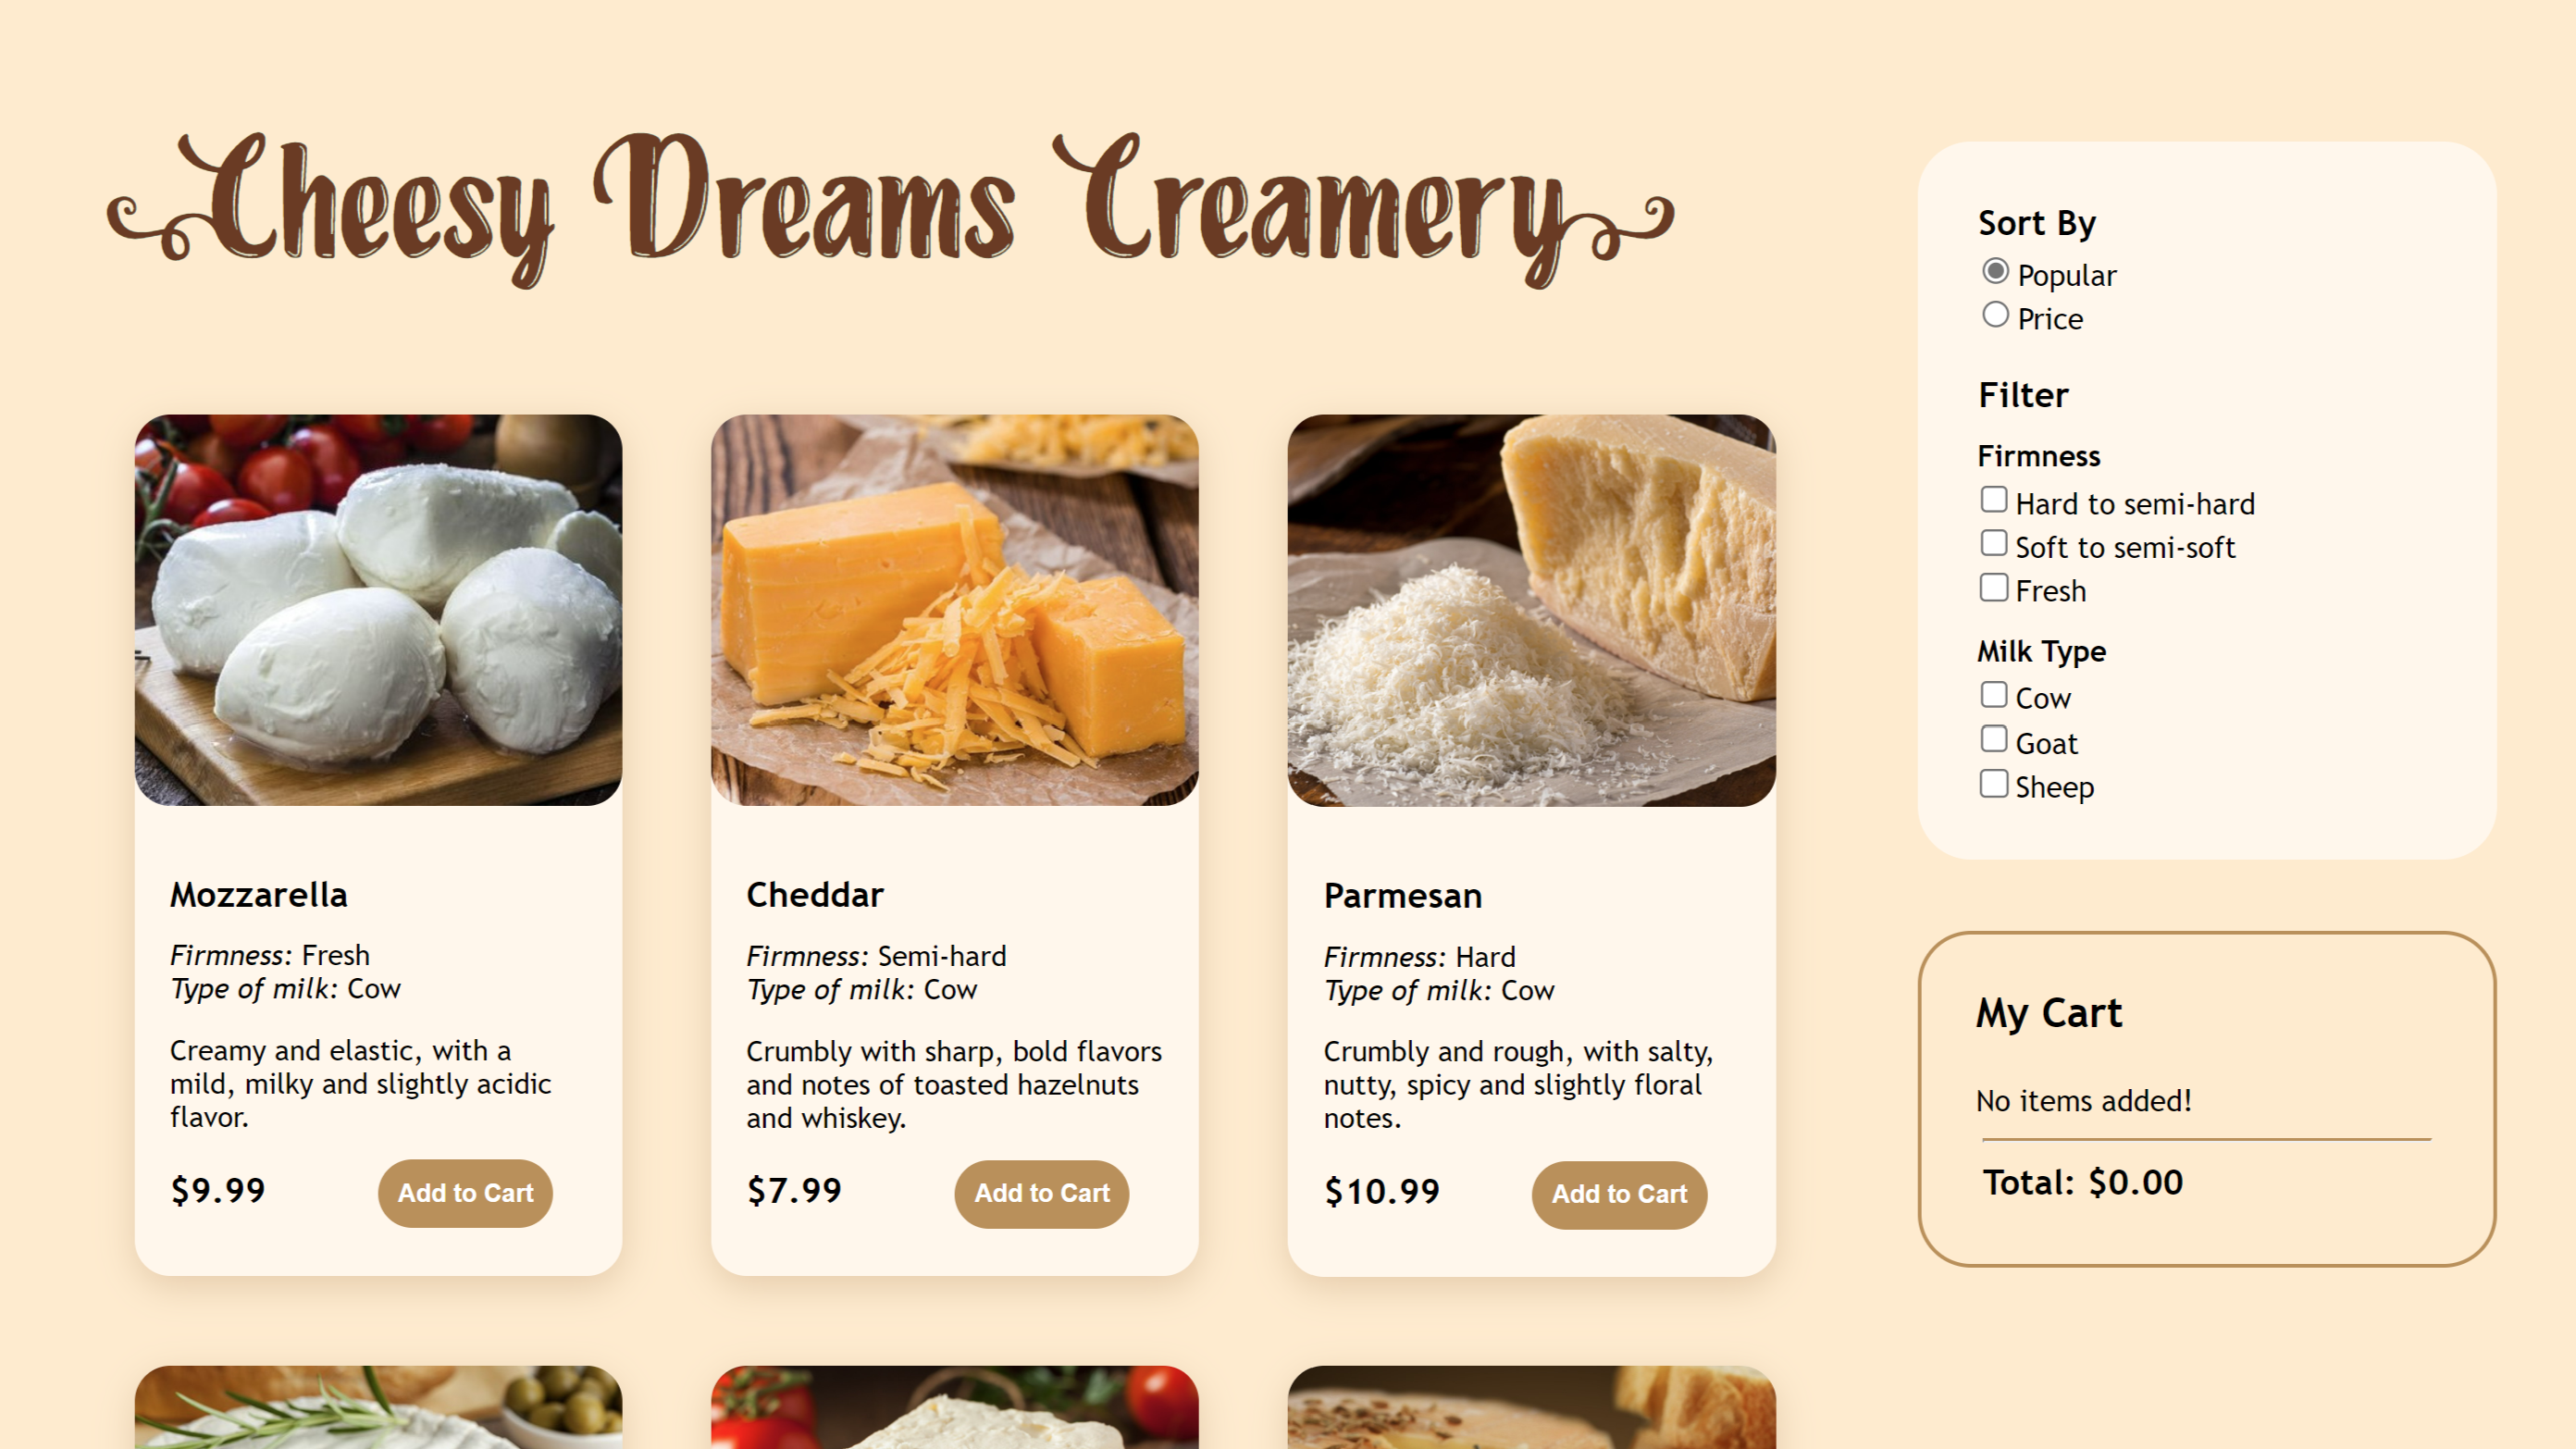 Cheesy Dreams Creamery
Mozzarella
Firmness: Fresh
Type of milk: Cow
Creamy and elastic, with a
mild, milky and slightly acidic
flavor.
$9.99
Add to Cart
Cheddar
Firmness: Semi-hard
Type of milk: Cow
Crumbly with sharp, bold flavors
and notes of toasted hazelnuts
and whiskey.
$7.99
Add to Cart
Parmesan
Firmness: Hard
Type of milk: Cow
Crumbly and rough, with salty,
nutty, spicy and slightly floral
notes.
$10.99
Add to Cart
Sort By
Popular
Price
Filter
Firmness
Hard to semi-hard
Soft to semi-soft
Fresh
Milk Type
Cow
Goat
Sheep
My Cart
No items added!
Total: $0.00